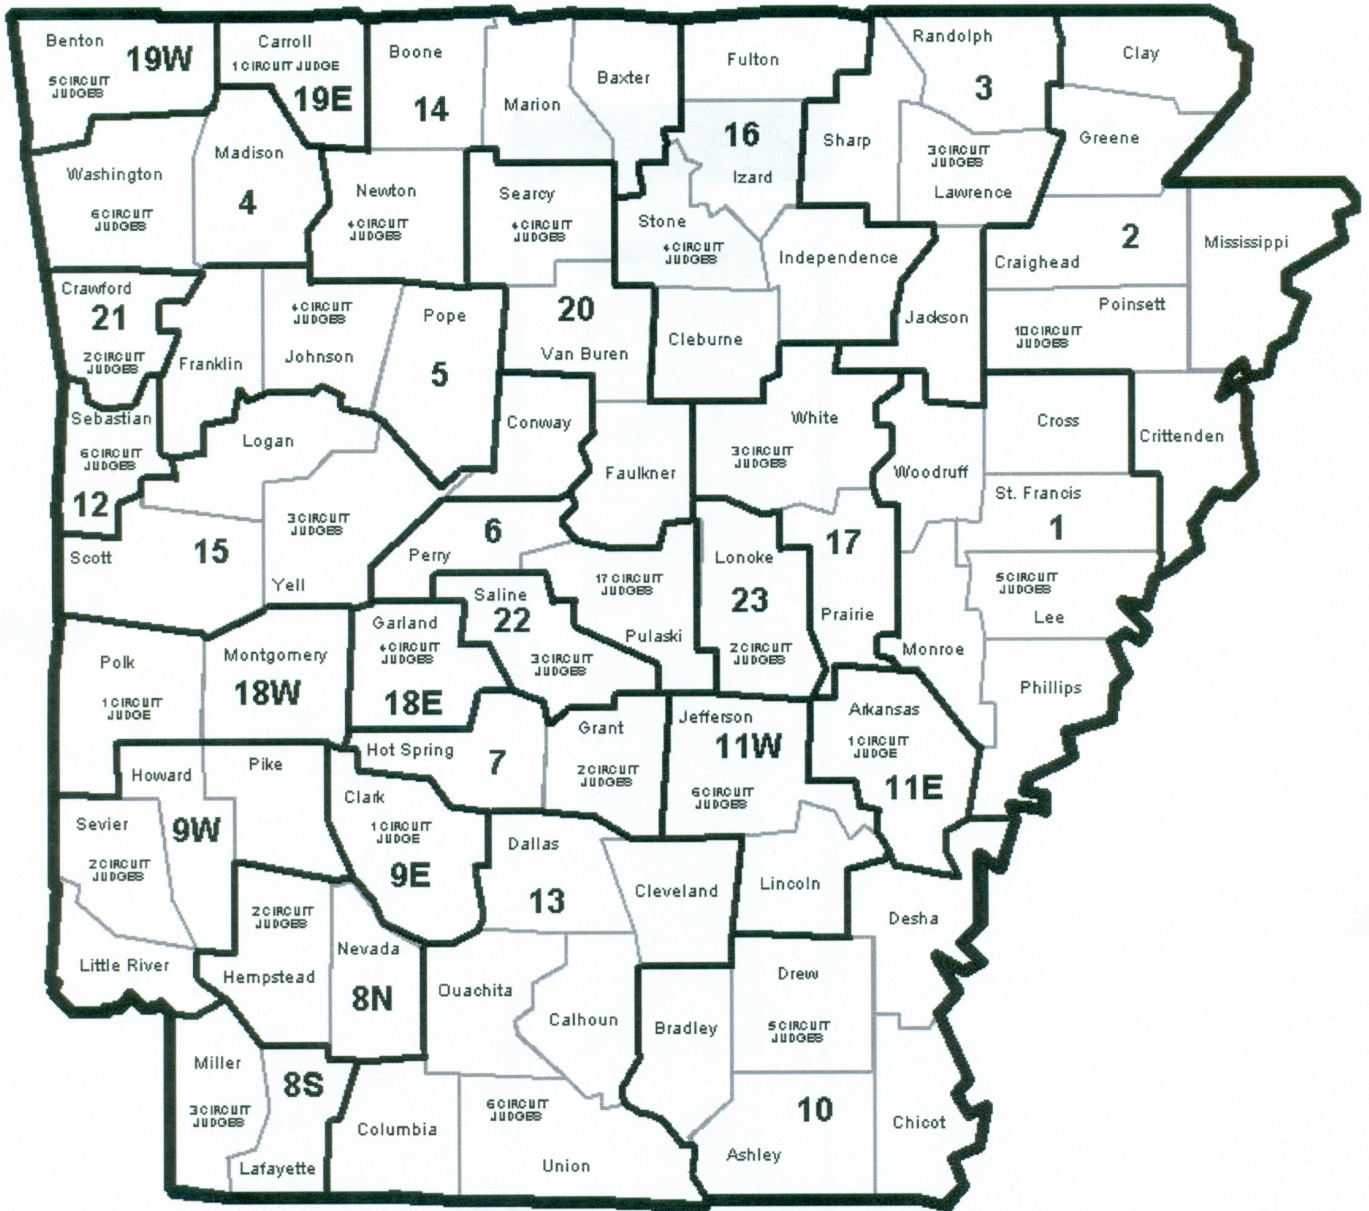 Benton
19W
5 CIRCUIT
JUDGES
Carroll
1 CIRCUIT JUDGE
19E
Boone
14
Marion
Baxter
Fulton
16
Izard
Sharp
Randolph
3
3 CIRCUIT
JUDGES
Lawrence
Clay
Greene
Washington
6 CIRCUIT
JUDGES
Madison
4
Newton
4 CIRCUIT
JUDGES
Searcy
4 CIRCUIT
JUDGES
Stone
4 CIRCUIT
JUDGES
Independence
2
Craighead
Mississippi
Poinsett
10 CIRCUIT
JUDGES
Crawford
21
2 CIRCUIT
JUDGES
Franklin
4 CIRCUIT
JUDGES
Johnson
Pope
5
20
Van Buren
Cleburne
Jackson
Sebastian
6 CIRCUIT
JUDGES
12
Logan
Conway
Faulkner
White
3 CIRCUIT
JUDGES
Woodruff
Cross
Crittenden
St. Francis
1
5 CIRCUIT
JUDGES
Lee
Scott
15
3 CIRCUIT
JUDGES
Yell
Perry
6
17 CIRCUIT
JUDGES
Pulaski
Lonoke
23
2 CIRCUIT
JUDGES
17
Prairie
Monroe
Phillips
Saline
22
3 CIRCUIT
JUDGES
Garland
4 CIRCUIT
JUDGES
18E
Polk
1 CIRCUIT
JUDGE
Montgomery
18W
Hot Spring
7
Grant
2 CIRCUIT
JUDGES
Jefferson
11W
6 CIRCUIT
JUDGES
Arkansas
1 CIRCUIT
JUDGE
11E
Howard
Pike
9W
Sevier
2 CIRCUIT
JUDGES
Little River
Clark
1 CIRCUIT
JUDGE
9E
Dallas
13
Cleveland
Lincoln
Desha
2 CIRCUIT
JUDGES
Hempstead
Nevada
8N
Ouachita
Calhoun
Bradley
Drew
5 CIRCUIT
JUDGES
10
Ashley
Chicot
Miller
3 CIRCUIT
JUDGES
8S
Lafayette
Columbia
6 CIRCUIT
JUDGES
Union